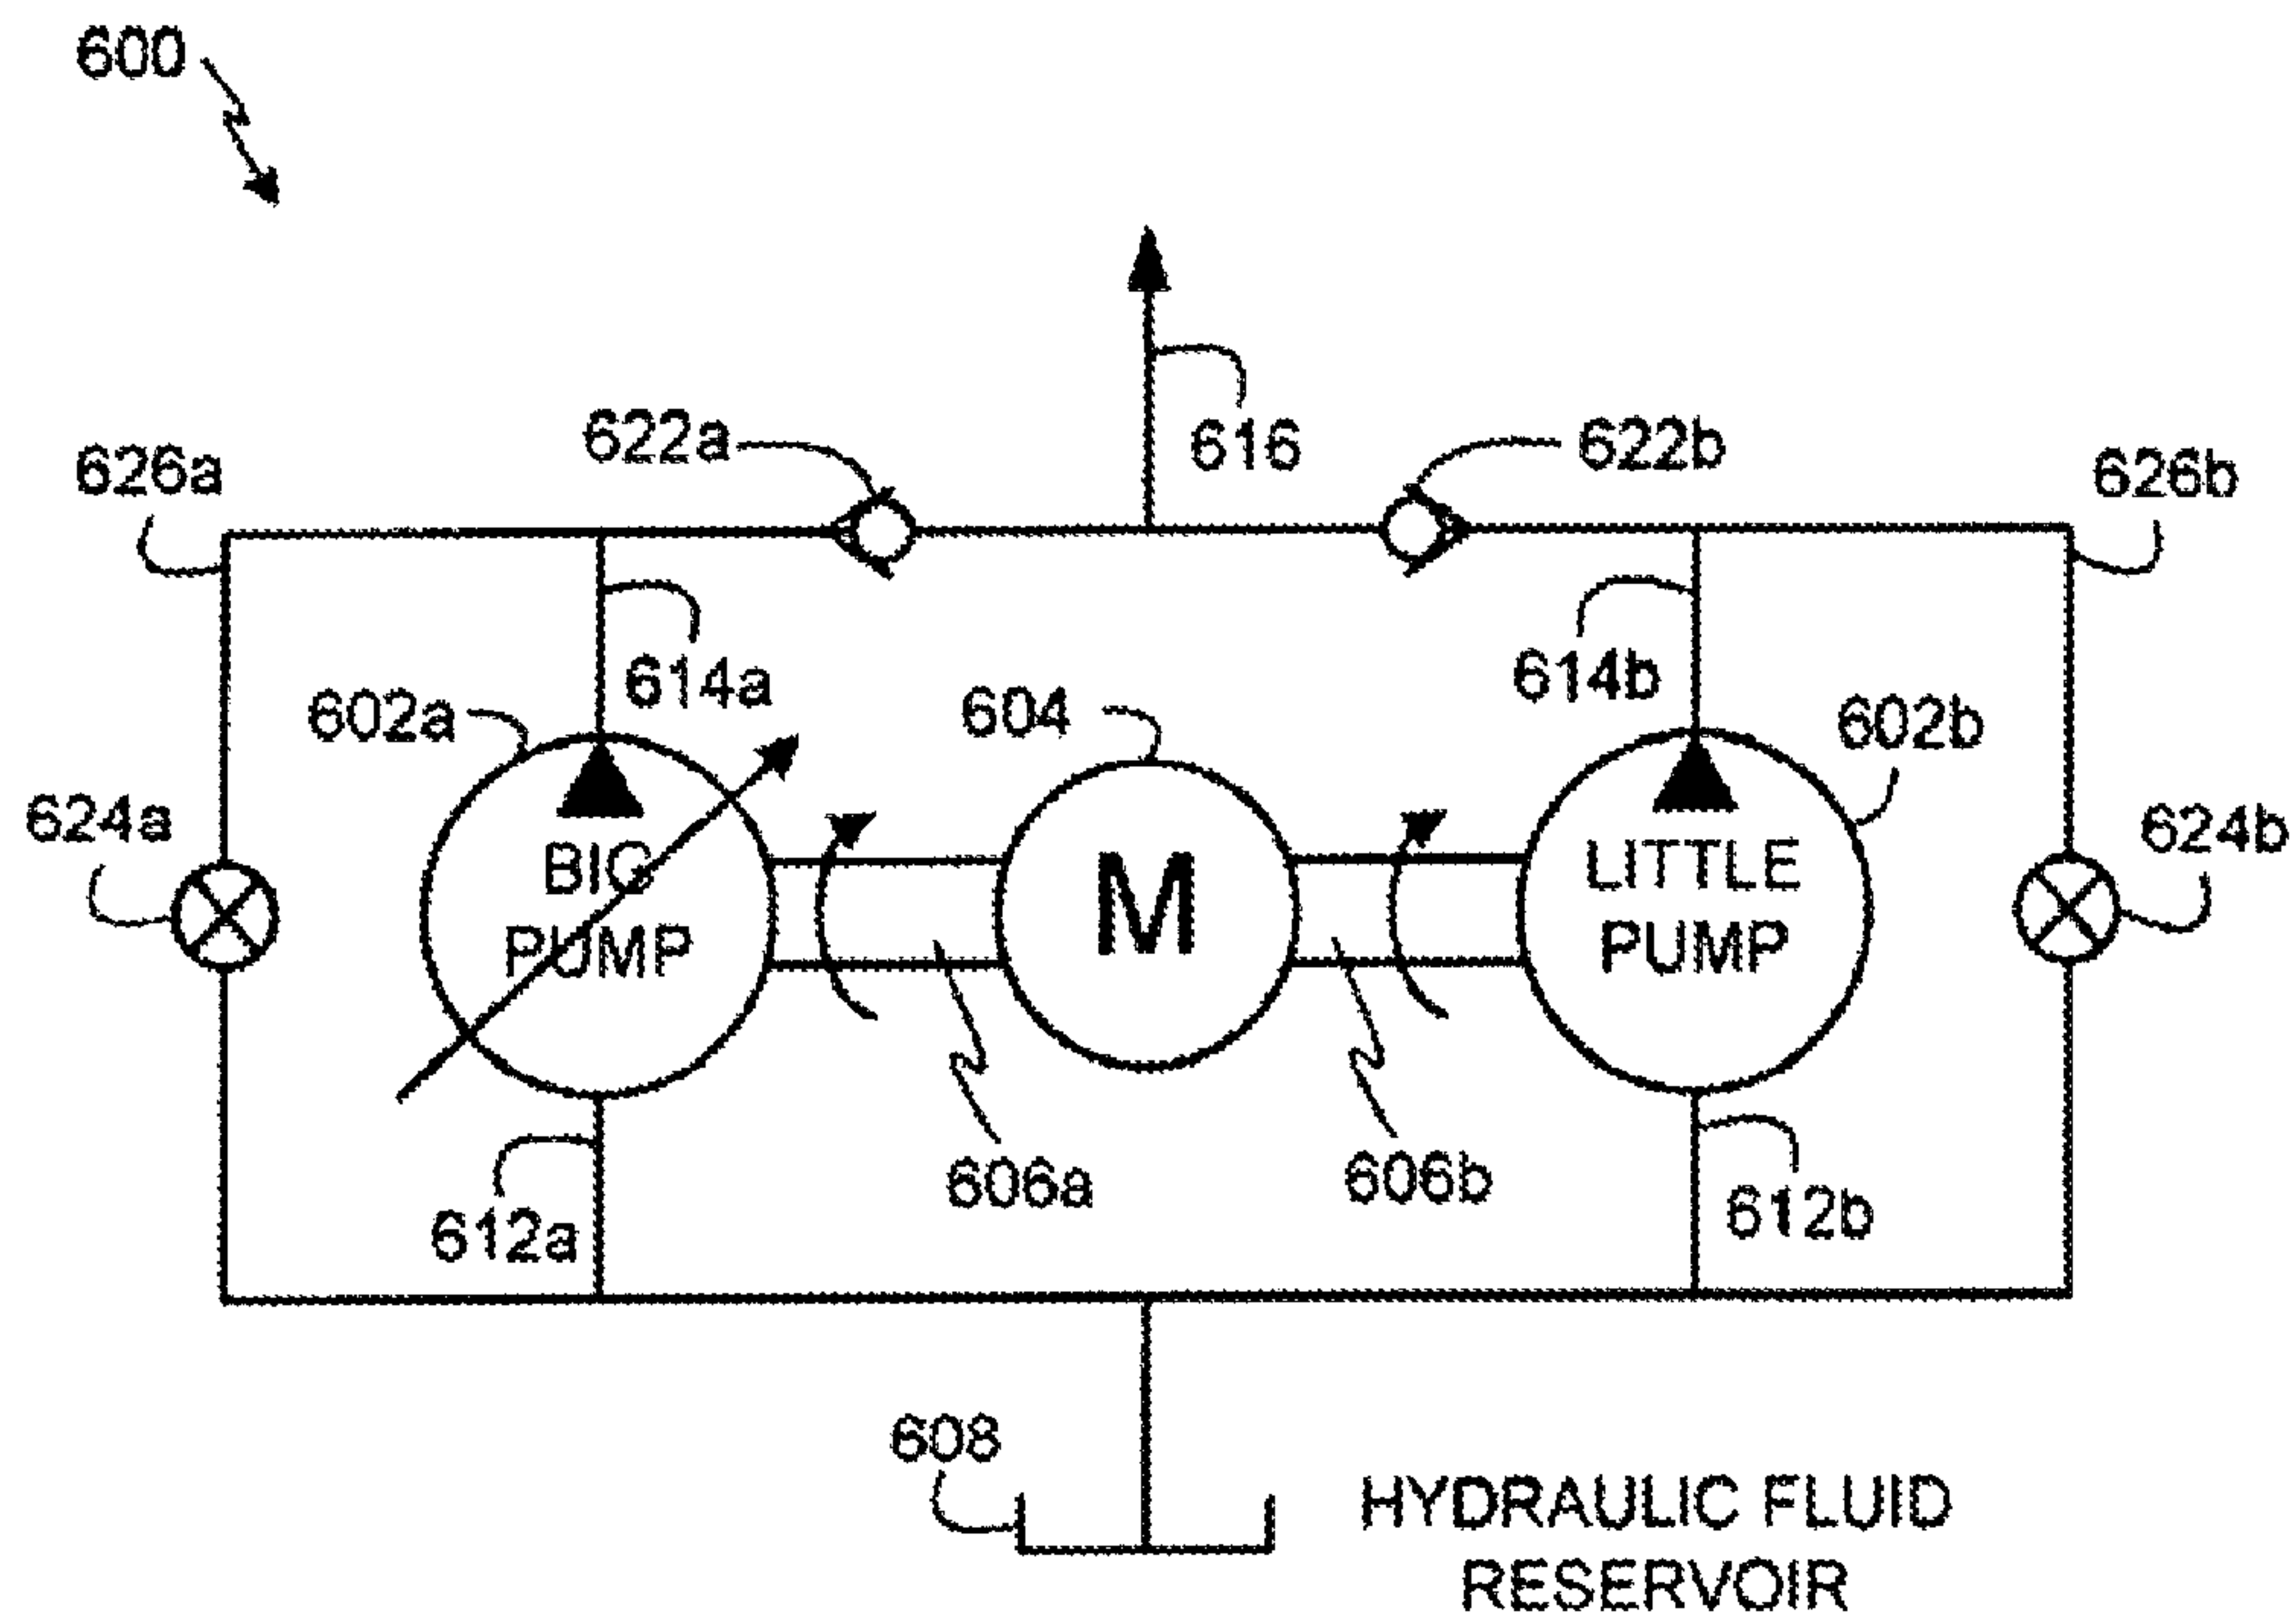 600
616
622a
622b
626a
626b
614a
614b
602a
604
602b
624a
624b
BIG
PUMP
M
LITTLE
PUMP
612a
606a
606b
612b
608
HYDRAULIC FLUID
RESERVOIR